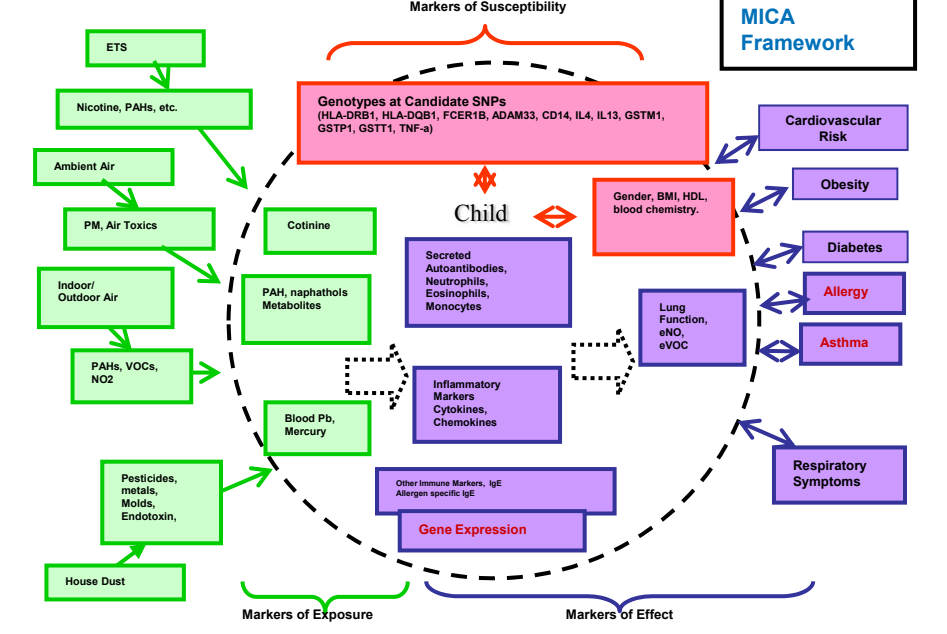 Markers of Susceptibility
MICA
Framework
ETS
Nicotine, PAHs, etc.
Ambient Air
PM, Air Toxics
Indoor/
Outdoor Air
PAHs, VOCs,
NO2
Pesticides,
metals,
Molds,
Endotoxin,
House Dust
Genotypes at Candidate SNPs
(HLA-DRB1, HLA-DQB1, FCER1B, ADAM33, CD14, IL4, IL13, GSTM1,
GSTP1, GSTT1, TNF-a)
Child
Gender, BMI, HDL,
blood chemistry.
Cotinine
PAH, naphathols
Metabolites
Blood Pb,
Mercury
Secreted
Autoantibodies,
Neutrophils,
Eosinophils,
Monocytes
Inflammatory
Markers
Cytokines,
Chemokines
Lung
Function,
eNO,
eVOC
Other Immune Markers, IgE
Allergen specific IgE
Gene Expression
Cardiovascular
Risk
Obesity
Diabetes
Allergy
Asthma
Respiratory
Symptoms
Markers of Exposure
Markers of Effect